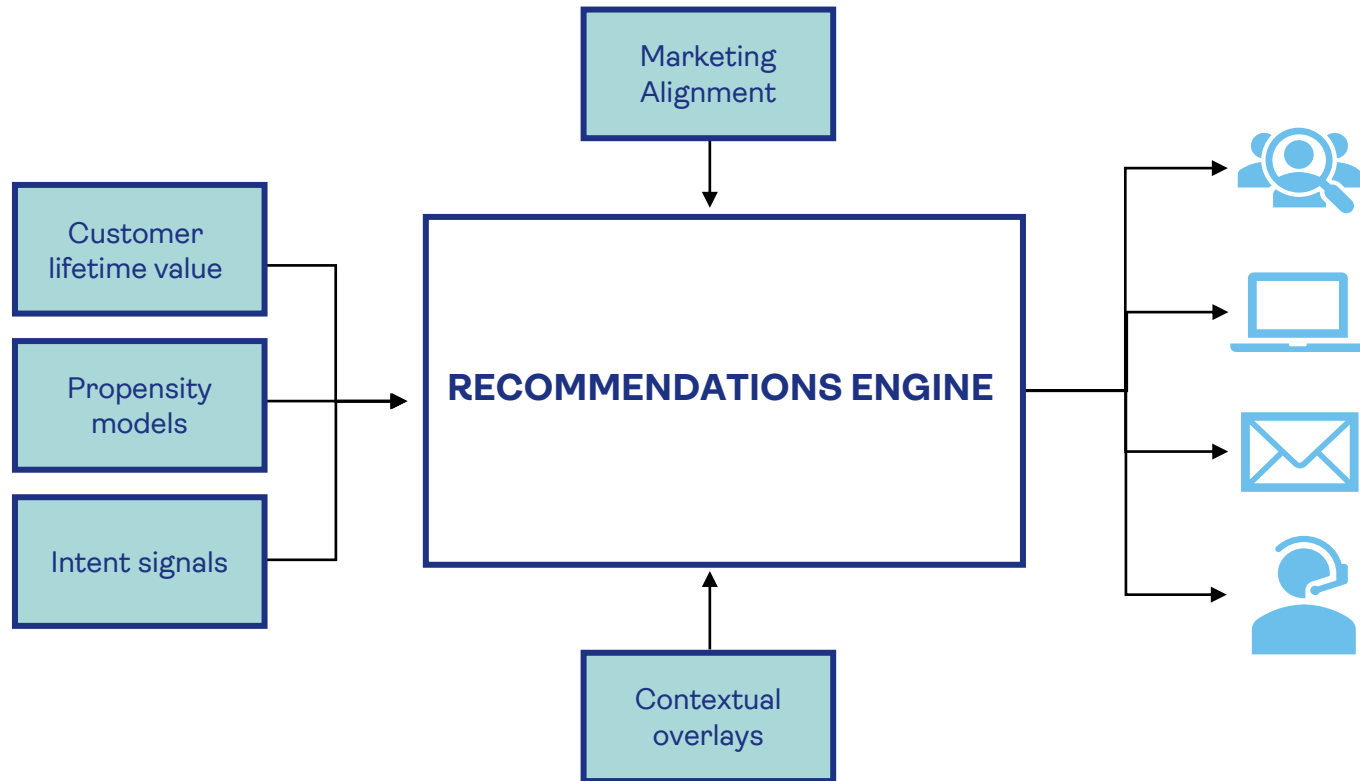 Marketing
Alignment
Customer
lifetime value
Propensity
models
Intent signals
RECOMMENDATIONS ENGINE
Contextual
overlays